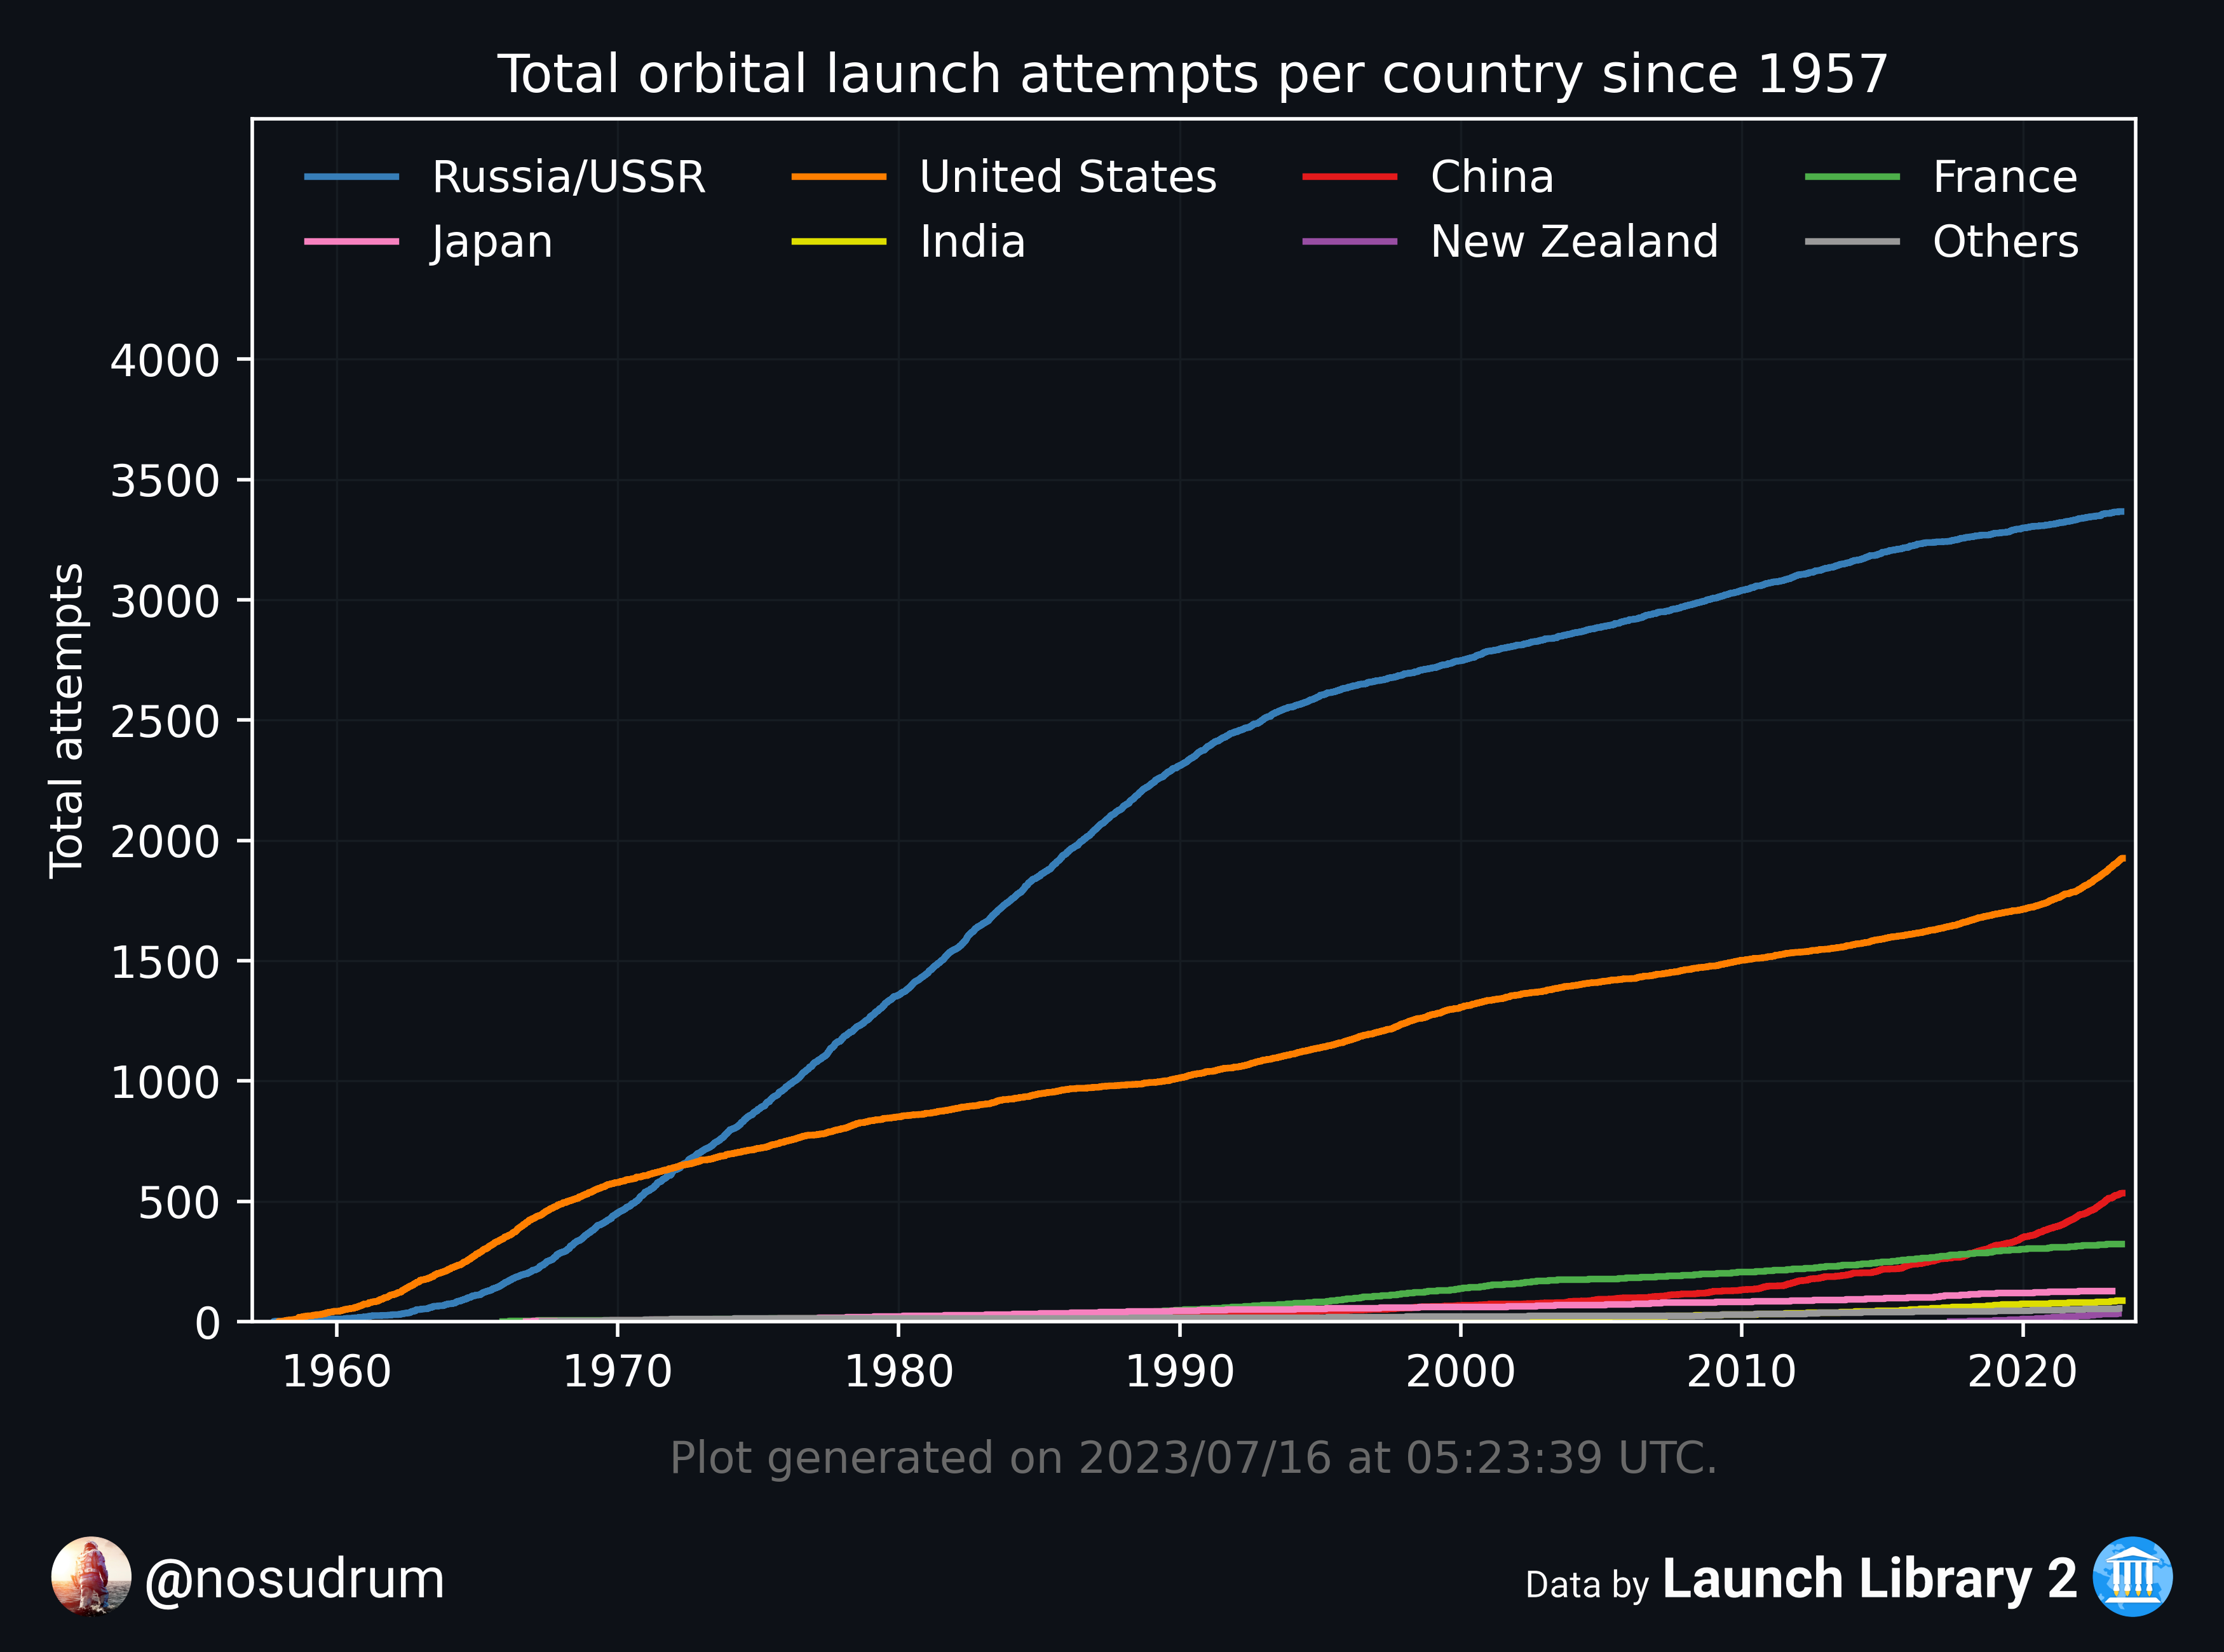 Total orbital launch attempts per country since 1957
Russia/USSR United States China France
Japan India New Zealand Others
Total attempts
4000
3500
3000
2500
2000
1500
1000
500
0
1960 1970 1980 1990 2000 2010 2020
Plot generated on 2023/07/16 at 05:23:39 UTC.
@nosudrum
Data by Launch Library 2